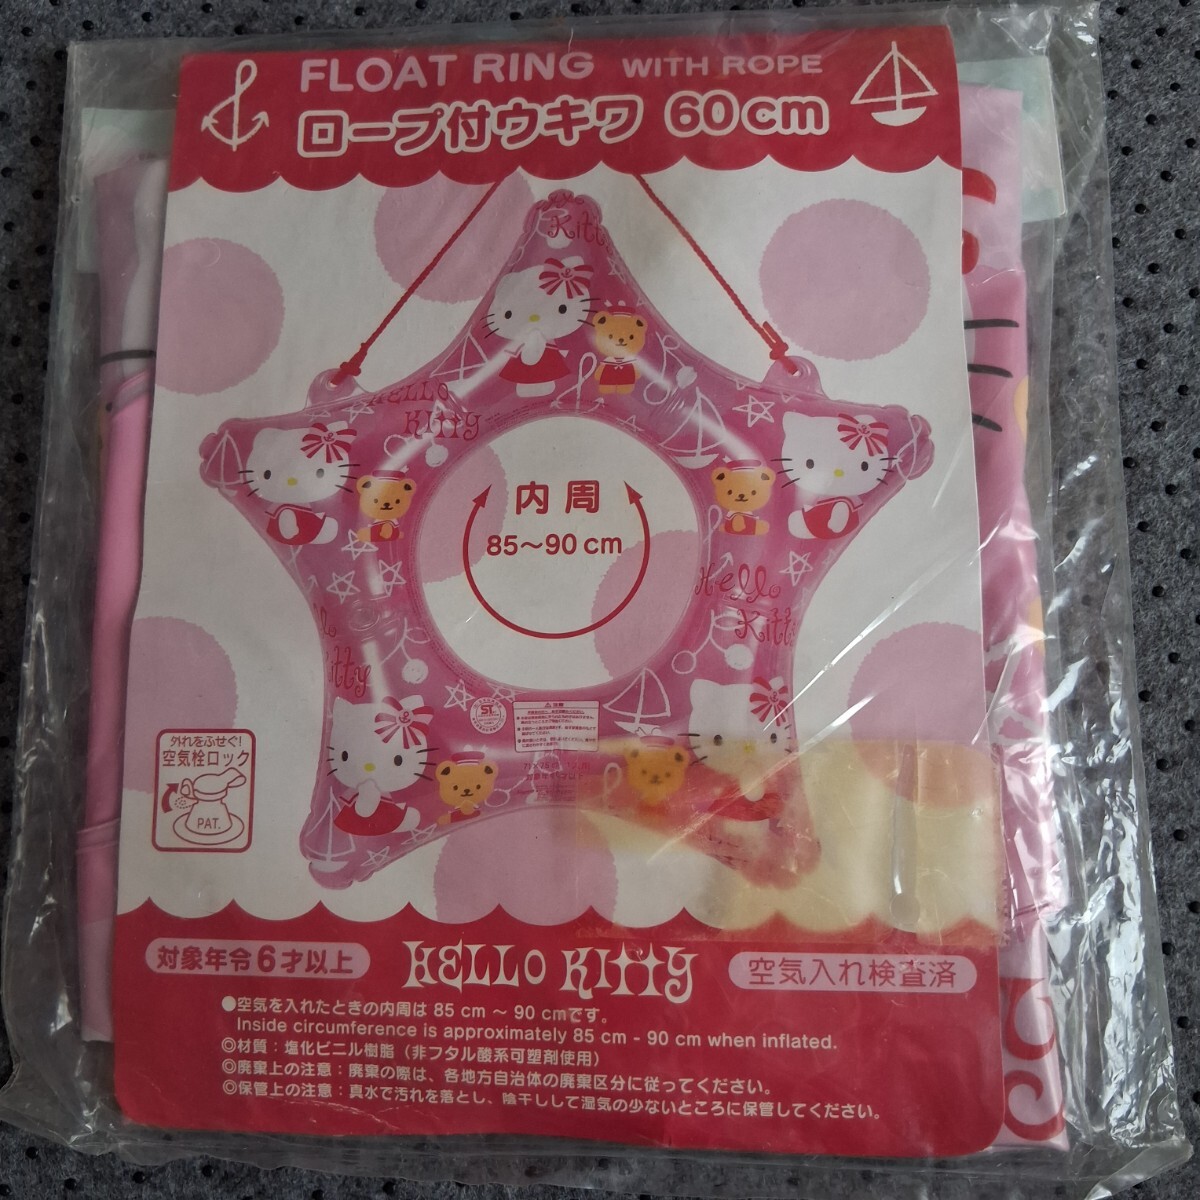 FLOAT RING WITH ROPE
ロープ付ウキワ 60cm
Kitty
HELLO
Kitty
内周
85～90 cm
Hello
Kitty
Kitty
ST
⚠注意
外れをふせぐ!
空気栓ロック
PAT.
対象年令6才以上
HELLO KITTY
空気入れ検査済
●空気を入れたときの内周は 85 cm ～ 90 cmです。
Inside circumference is approximately 85 cm - 90 cm when inflated.
◎材質：塩化ビニル樹脂（非フタル酸系可塑剤使用）
◎廃棄上の注意：廃棄の際は、各地方自治体の廃棄区分に従ってください。
◎保管上の注意：真水で汚れを落とし、陰干しして湿気の少ないところに保管してください。